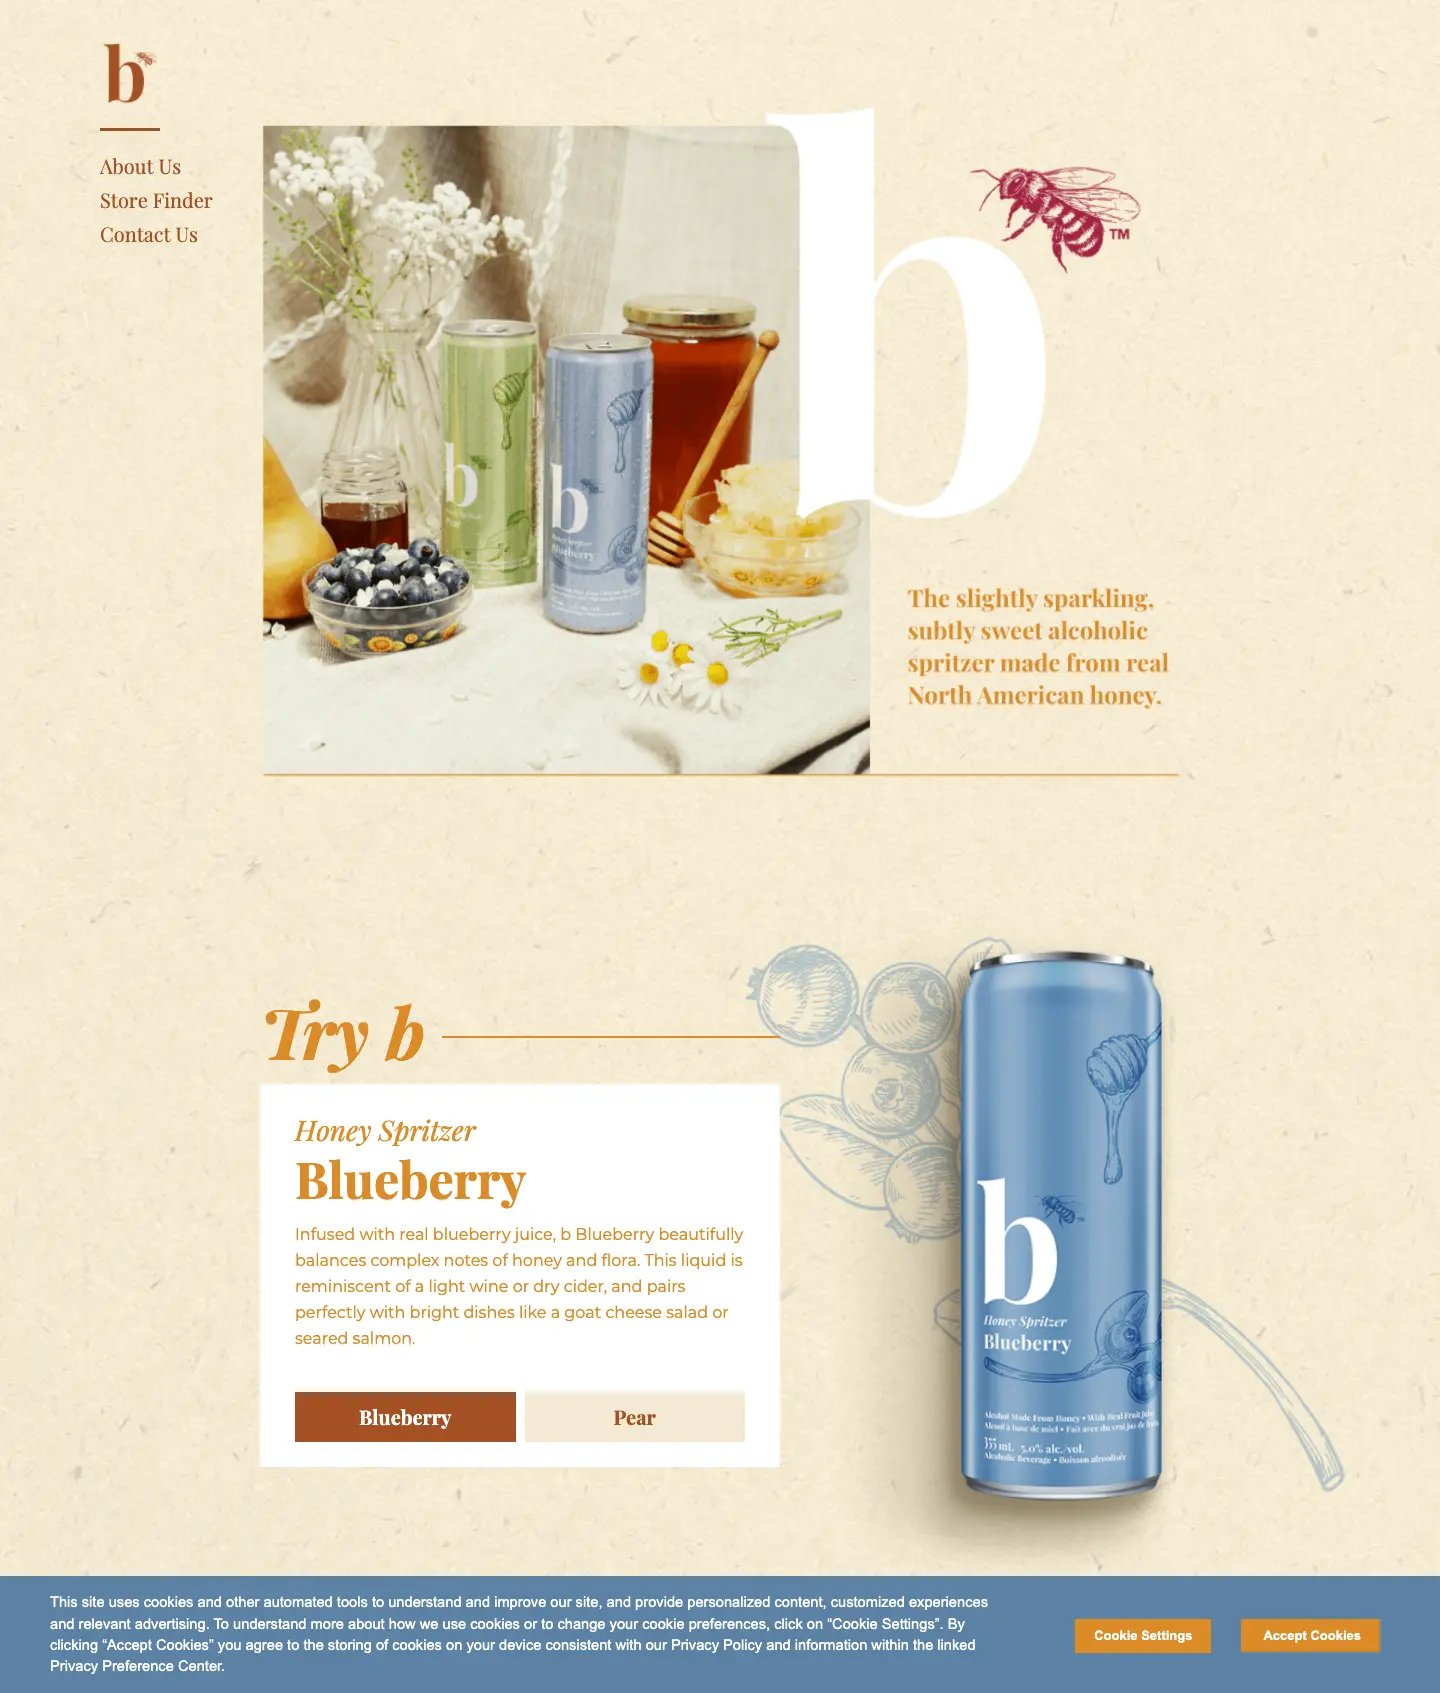 b
About Us
Store Finder
Contact Us
b
TM
b
b
Blueberry
The slightly sparkling,
subtly sweet alcoholic
spritzer made from real
North American honey.
Try b
Honey Spritzer
Blueberry
Infused with real blueberry juice, b Blueberry beautifully
balances complex notes of honey and flora. This liquid is
reminiscent of a light wine or dry cider, and pairs
perfectly with bright dishes like a goat cheese salad or
seared salmon.
Blueberry
Pear
b
Honey Spritzer
Blueberry
Alcohol Made From Honey • With Real Fruit Juice
Alcool à base de miel • Fait avec du vrai jus de
355 mL 5.0% alc./vol.
Alcoholic Beverage • Boisson alcoolisée
This site uses cookies and other automated tools to understand and improve our site, and provide personalized content, customized experiences
and relevant advertising. To understand more about how we use cookies or to change your cookie preferences, click on “Cookie Settings”. By
clicking “Accept Cookies” you agree to the storing of cookies on your device consistent with our Privacy Policy and information within the linked
Privacy Preference Center.
Cookie Settings
Accept Cookies